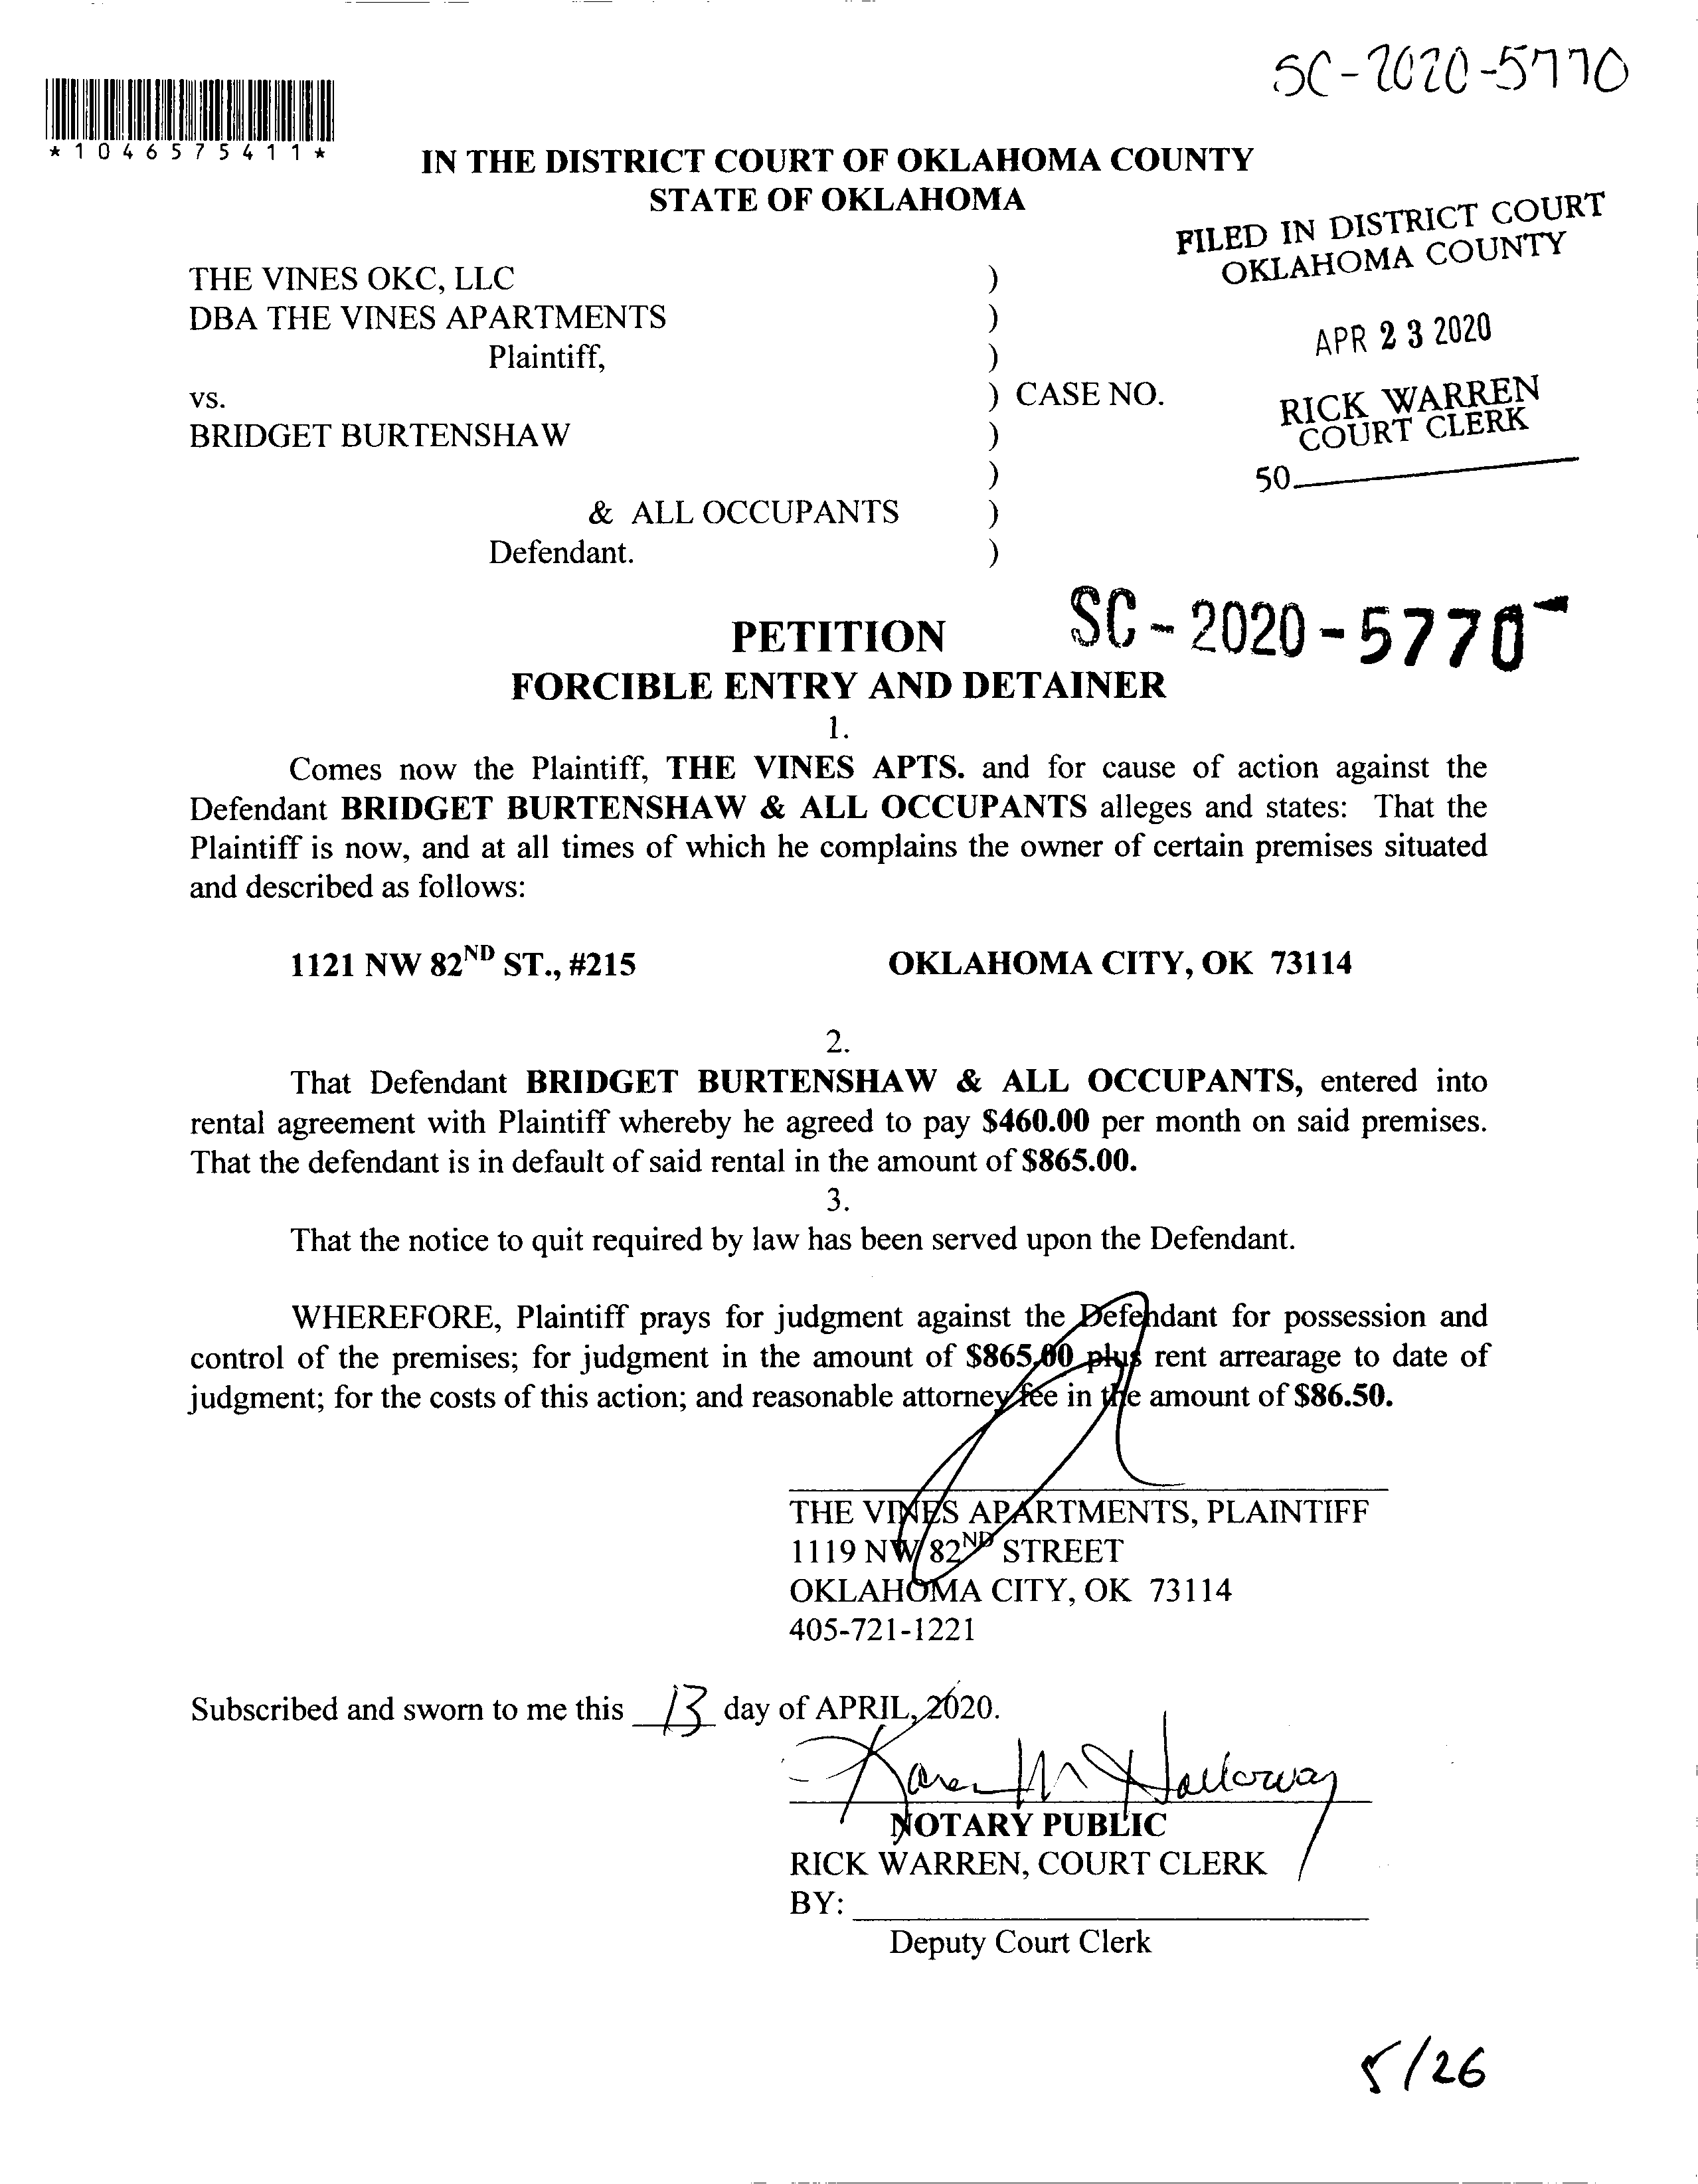 SC-2020-5770
*1046575411*
IN THE DISTRICT COURT OF OKLAHOMA COUNTY
STATE OF OKLAHOMA
FILED IN DISTRICT COURT
OKLAHOMA COUNTY
APR 23 2020
RICK WARREN
COURT CLERK
50
THE VINES OKC, LLC )
DBA THE VINES APARTMENTS )
Plaintiff, )
vs. ) CASE NO.
BRIDGET BURTENSHAW )
)
& ALL OCCUPANTS )
Defendant. )
SC-2020-5770
PETITION
FORCIBLE ENTRY AND DETAINER
1.
Comes now the Plaintiff, THE VINES APTS. and for cause of action against the
Defendant BRIDGET BURTENSHAW & ALL OCCUPANTS alleges and states: That the
Plaintiff is now, and at all times of which he complains the owner of certain premises situated
and described as follows:
1121 NW 82ND ST., #215 OKLAHOMA CITY, OK 73114
2.
That Defendant BRIDGET BURTENSHAW & ALL OCCUPANTS, entered into
rental agreement with Plaintiff whereby he agreed to pay $460.00 per month on said premises.
That the defendant is in default of said rental in the amount of $865.00.
3.
That the notice to quit required by law has been served upon the Defendant.
WHEREFORE, Plaintiff prays for judgment against the Defendant for possession and
control of the premises; for judgment in the amount of $865.00 plus rent arrearage to date of
judgment; for the costs of this action; and reasonable attorney fee in the amount of $86.50.
THE VINES APARTMENTS, PLAINTIFF
1119 NW 82ND STREET
OKLAHOMA CITY, OK 73114
405-721-1221
Subscribed and sworn to me this 13 day of APRIL, 2020.
Karen M Halloway
NOTARY PUBLIC
RICK WARREN, COURT CLERK
BY:
Deputy Court Clerk
5/26